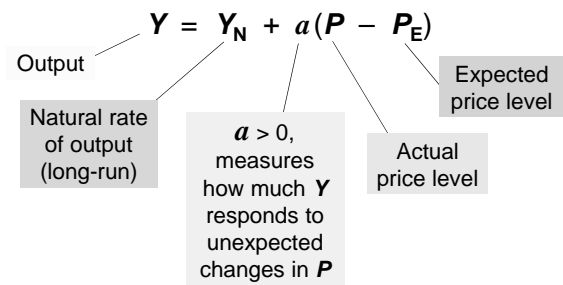 Y = Y_N + a(P − P_E)
Output
Expected
price level
Natural rate
of output
(long-run)
a > 0,
measures
how much Y
responds to
unexpected
changes in P
Actual
price level